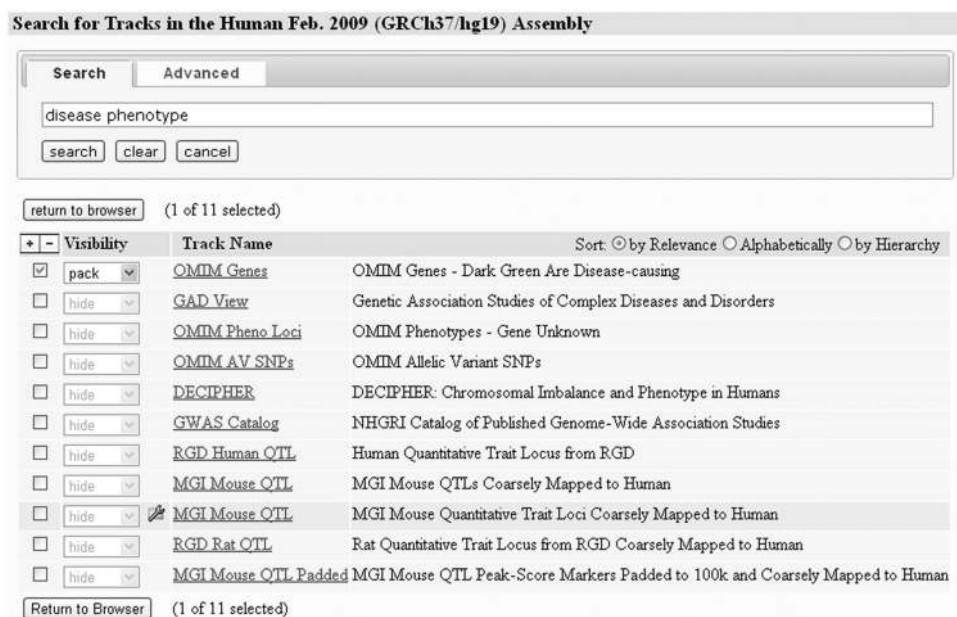 Search for Tracks in the Human Feb. 2009 (GRCh37/hg19) Assembly
Search Advanced
disease phenotype
search clear cancel
return to browser (1 of 11 selected)
+ - Visibility Track Name Sort: by Relevance Alphabetically by Hierarchy
pack OMIM Genes OMIM Genes - Dark Green Are Disease-causing
hide GAD View Genetic Association Studies of Complex Diseases and Disorders
hide OMIM Pheno Loci OMIM Phenotypes - Gene Unknown
hide OMIM AV SNPs OMIM Allelic Variant SNPs
hide DECIPHER DECIPHER: Chromosomal Imbalance and Phenotype in Humans
hide GWAS Catalog NHGRI Catalog of Published Genome-Wide Association Studies
hide RGD Human QTL Human Quantitative Trait Locus from RGD
hide MGI Mouse QTL MGI Mouse QTLs Coarsely Mapped to Human
hide MGI Mouse QTL MGI Mouse Quantitative Trait Loci Coarsely Mapped to Human
hide RGD Rat QTL Rat Quantitative Trait Locus from RGD Coarsely Mapped to Human
hide MGI Mouse QTL Padded MGI Mouse QTL Peak-Score Markers Padded to 100k and Coarsely Mapped to Human
Return to Browser (1 of 11 selected)